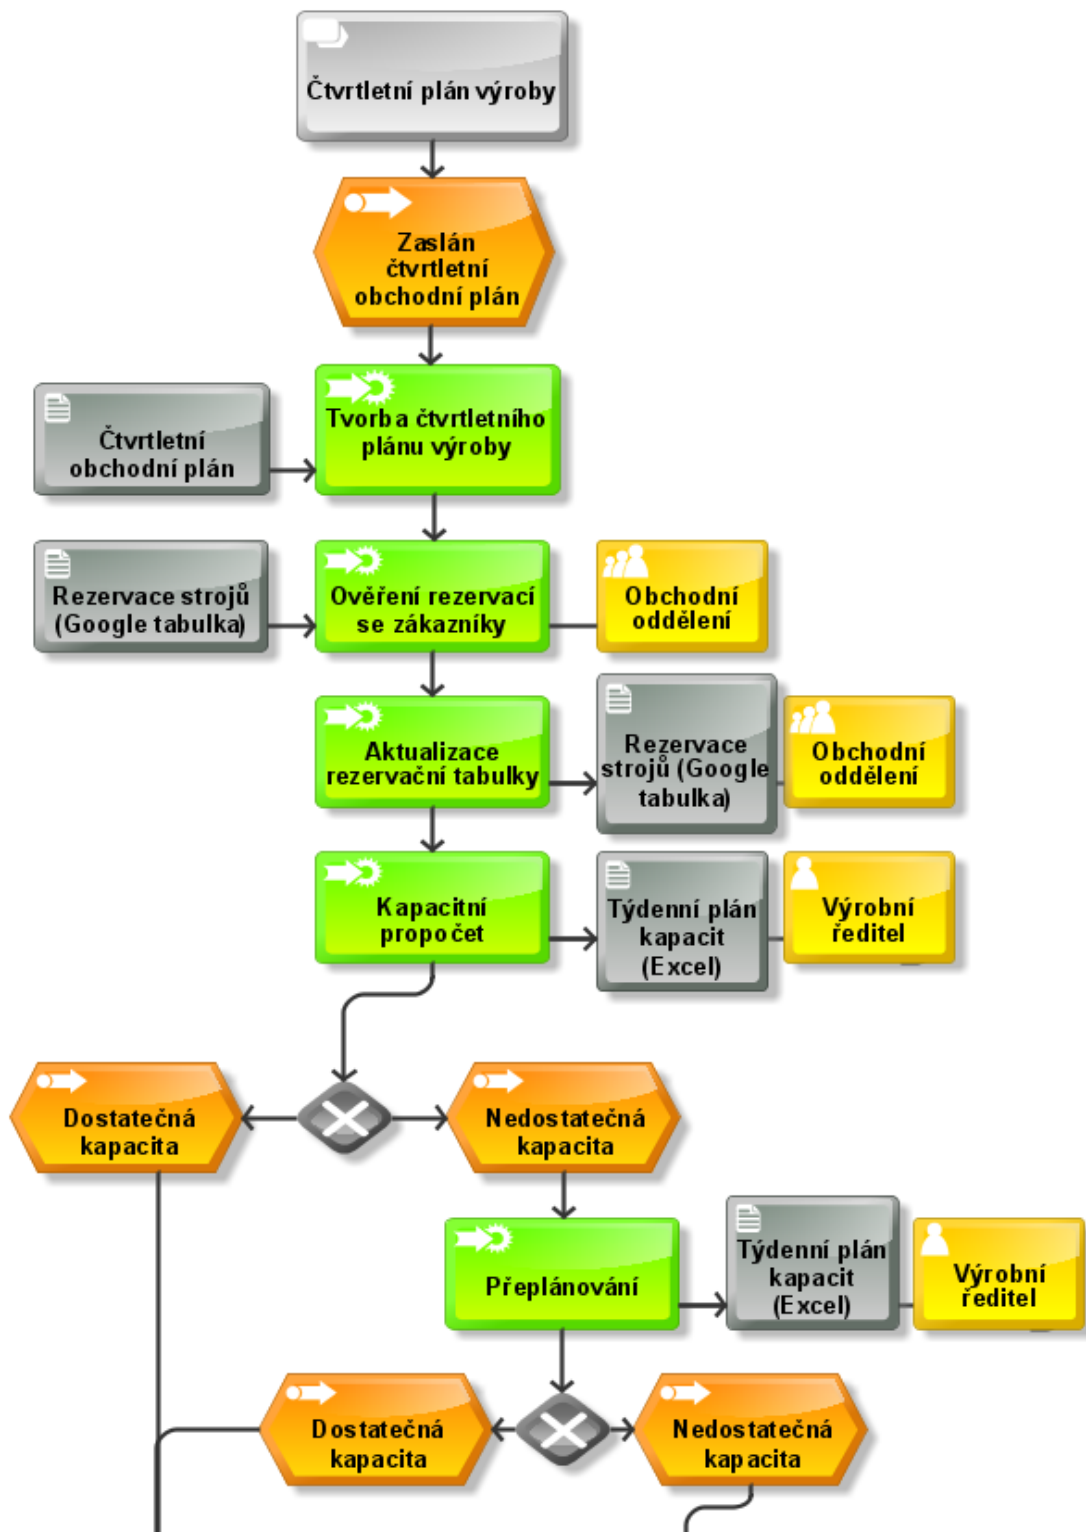 Čtvrtletní plán výroby
Zaslán
čtvrtletní
obchodní plán
Čtvrtletní
obchodní plán
Tvorba čtvrtletního
plánu výroby
Rezervace strojů
(Google tabulka)
Ověření rezervací
se zákazníky
Obchodní
oddělení
Aktualizace
rezervační tabulky
Rezervace
strojů (Google
tabulka)
Obchodní
oddělení
Kapacitní
propočet
Týdenní plán
kapacit
(Excel)
Výrobní
ředitel
Dostatečná
kapacita
Nedostatečná
kapacita
Přeplánování
Týdenní plán
kapacit
(Excel)
Výrobní
ředitel
Dostatečná
kapacita
Nedostatečná
kapacita